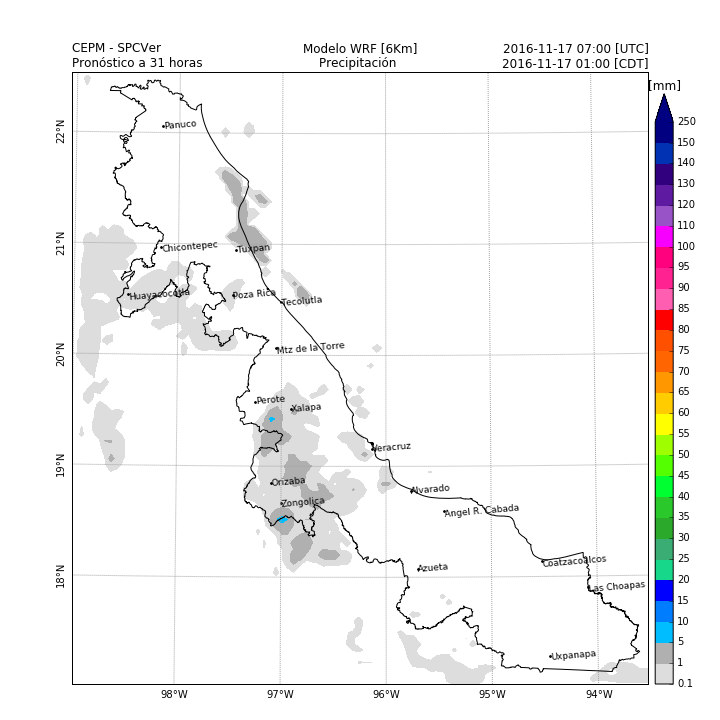 CEPM - SPCVer Modelo WRF [6Km] 2016-11-17 07:00 [UTC]
Pronóstico a 31 horas Precipitación 2016-11-17 01:00 [CDT]
[mm]
250
150
140
130
120
110
100
95
90
85
80
75
70
65
60
55
50
45
40
35
30
25
20
15
10
5
1
0.1
22°N
21°N
20°N
19°N
18°N
Panuco
Chicontepec
Tuxpan
Huayacocotla
Poza Rica
Tecolutla
Mtz de la Torre
Perote
Xalapa
Veracruz
Orizaba
Alvarado
Zongolica
Angel R. Cabada
Azueta
Coatzacoalcos
Las Choapas
Uxpanapa
98°W 97°W 96°W 95°W 94°W